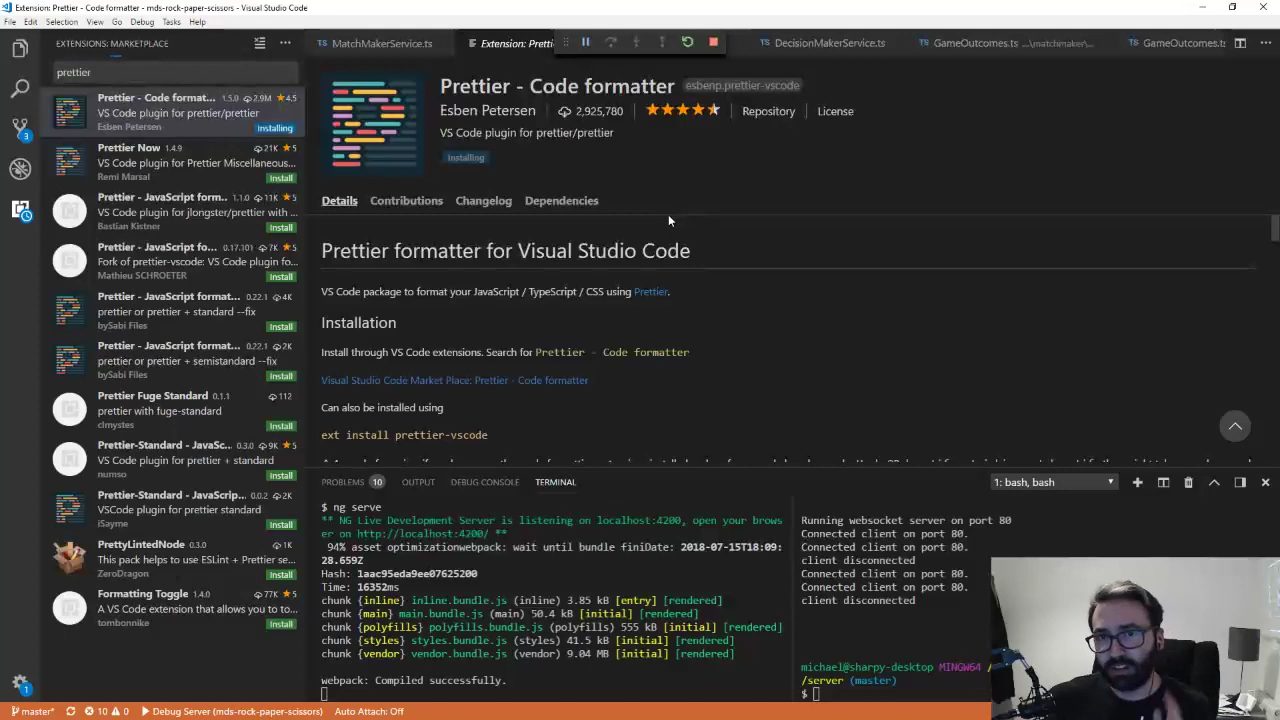 Extension: Prettier - Code formatter - mds-rock-paper-scissors - Visual Studio Code
File Edit Selection View Go Debug Tasks Help
EXTENSIONS: MARKETPLACE
prettier
Prettier - Code format... 1.5.0 2.9M 4.5
VS Code plugin for prettier/prettier
Esben Petersen Installing
Prettier Now 1.4.9 21K 5
VS Code plugin for Prettier Miscellaneous...
Remi Marsal Install
Prettier - JavaScript form... 1.1.0 11K 5
VS Code plugin for jlongster/prettier with ...
Bastian Kistner Install
Prettier - JavaScript fo... 0.17.101 7K 5
Fork of prettier-vscode: VS Code plugin f...
Mathieu SCHROETER Install
Prettier - JavaScript format... 0.22.1 4K
prettier or prettier + standard --fix
bySabi Files Install
Prettier - JavaScript format... 0.22.1 2K
prettier or prettier + semistandard --fix
bySabi Files Install
Prettier Fuge Standard 0.1.1 112
prettier with fuge-standard
clmystes Install
Prettier-Standard - JavaSc... 0.3.0 9K 5
VS Code plugin for prettier + standard
numso Install
Prettier-Standard - JavaScrip... 0.0.2 2K
VSCode plugin for prettier standard
iSayme Install
PrettyLintedNode 0.3.0 1K
This pack helps to use ESLint + Prettier se...
ZeroDragon Install
Formatting Toggle 1.4.0 77K 5
A VS Code extension that allows you to to...
tombonnike Install
3
1
MatchMakerService.ts
Extension: Pretti
DecisionMakerService.ts
GameOutcomes.ts ...\matchmaker\...
GameOutcomes.ts
Prettier - Code formatter esbenp.prettier-vscode
Esben Petersen 2,925,780 Repository License
VS Code plugin for prettier/prettier
Installing
Details Contributions Changelog Dependencies
Prettier formatter for Visual Studio Code
VS Code package to format your JavaScript / TypeScript / CSS using Prettier.
Installation
Install through VS Code extensions. Search for Prettier - Code formatter
Visual Studio Code Market Place: Prettier - Code formatter
Can also be installed using
ext install prettier-vscode
PROBLEMS 10 OUTPUT DEBUG CONSOLE TERMINAL
1: bash, bash
$ ng serve
** NG Live Development Server is listening on localhost:4200, open your brows
er on http://localhost:4200/ **
94% asset optimizationwebpack: wait until bundle finiDate: 2018-07-15T18:09:
28.659Z
Hash: 1aac95eda9ee07625200
Time: 16352ms
chunk {inline} inline.bundle.js (inline) 3.85 kB [entry] [rendered]
chunk {main} main.bundle.js (main) 50.4 kB [initial] [rendered]
chunk {polyfills} polyfills.bundle.js (polyfills) 555 kB [initial] [rendered]
chunk {styles} styles.bundle.js (styles) 41.5 kB [initial] [rendered]
chunk {vendor} vendor.bundle.js (vendor) 9.04 MB [initial] [rendered]
webpack: Compiled successfully.
Running websocket server on port 80
Connected client on port 80.
Connected client on port 80.
client disconnected
Connected client on port 80.
Connected client on port 80.
client disconnected
michael@sharpy-desktop MINGW64 /
/server (master)
$
master* 10 0 Debug Server (mds-rock-paper-scissors) Auto Attach: Off